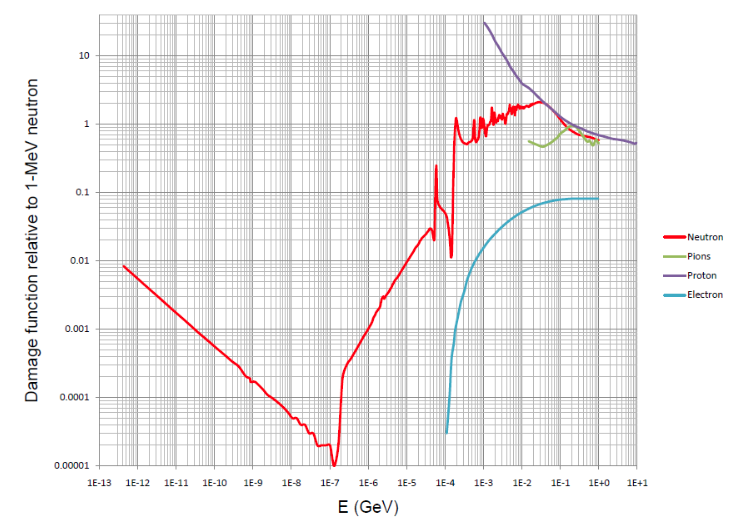 Damage function relative to 1-MeV neutron
10
1
0.1
0.01
0.001
0.0001
0.00001
1E-13 1E-12 1E-11 1E-10 1E-9 1E-8 1E-7 1E-6 1E-5 1E-4 1E-3 1E-2 1E-1 1E+0 1E+1
E (GeV)
Neutron
Pions
Proton
Electron